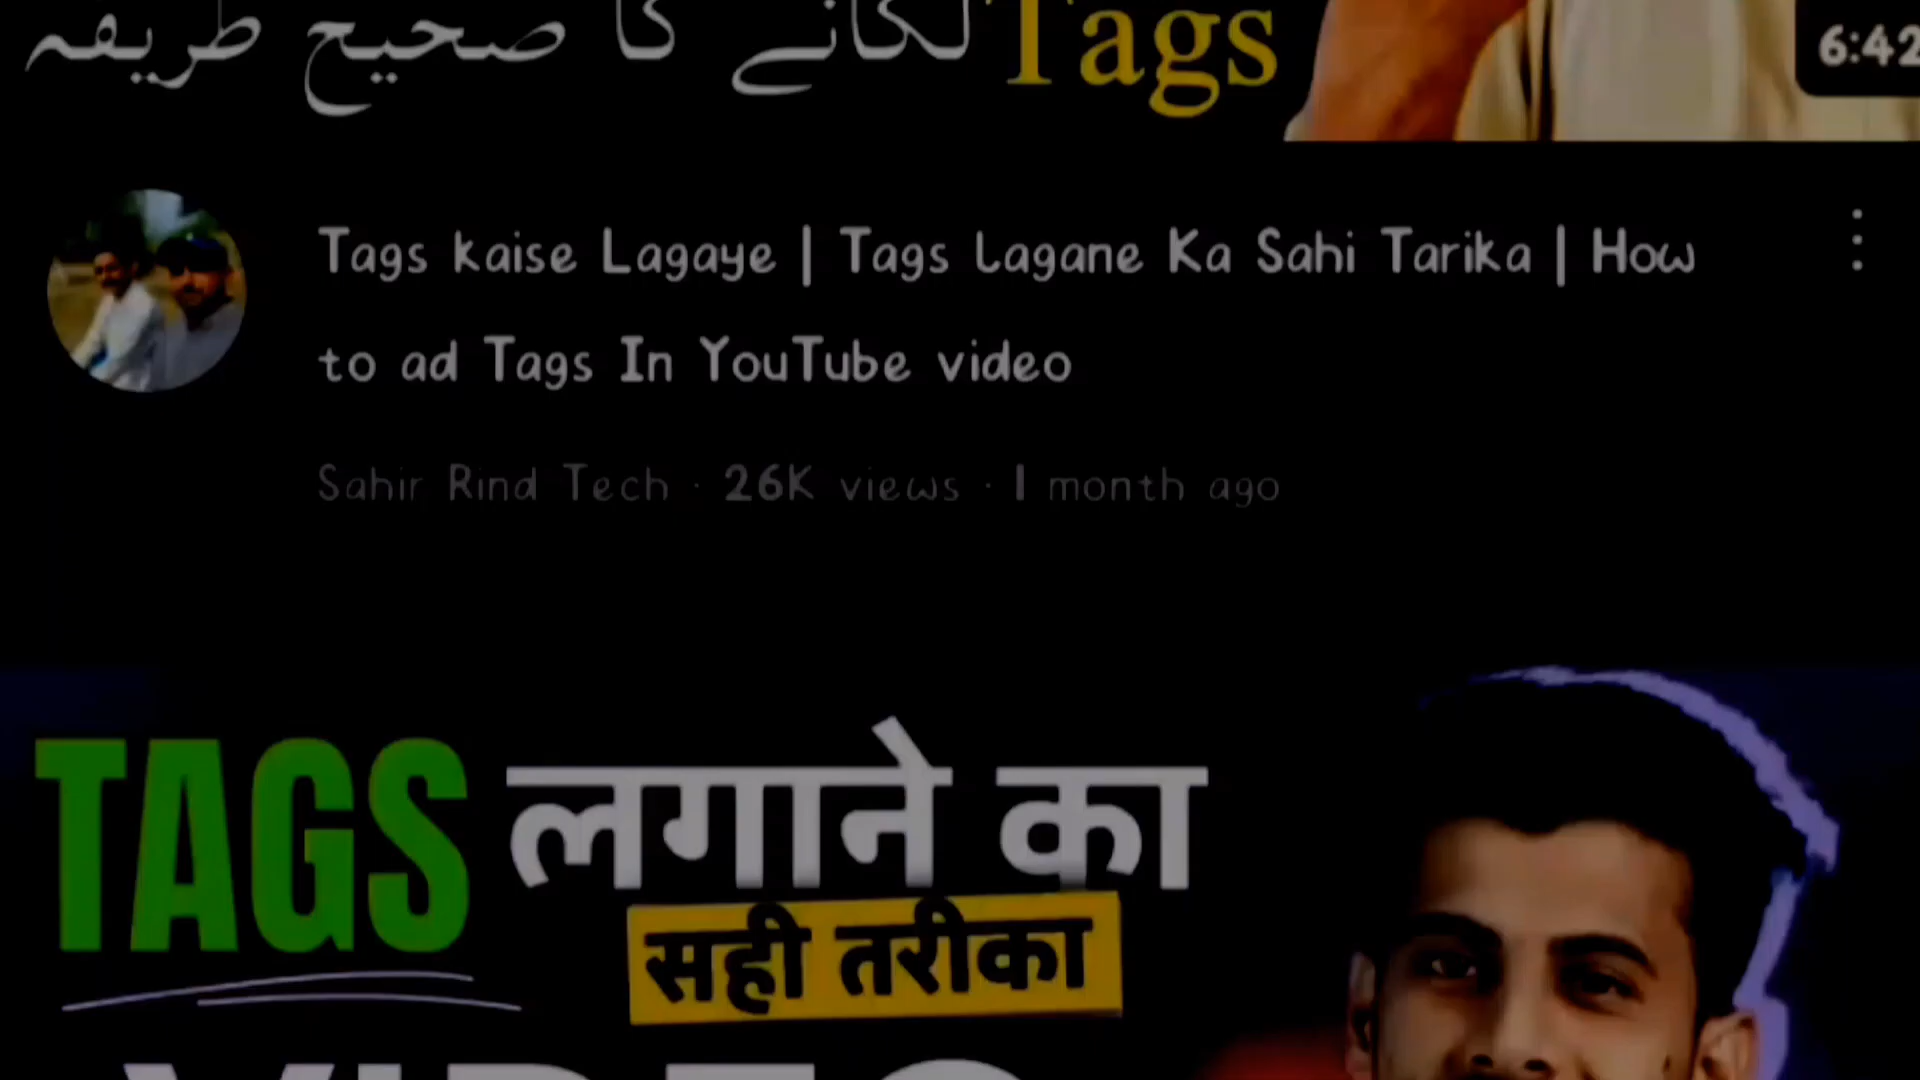 Tags لگانے کا صحیح طریقہ
6:42
Tags kaise Lagaye | Tags Lagane Ka Sahi Tarika | How
to ad Tags In YouTube video
Sahir Rind Tech · 26K views · 1 month ago
TAGS लगाने का
सही तरीका
VIDEO